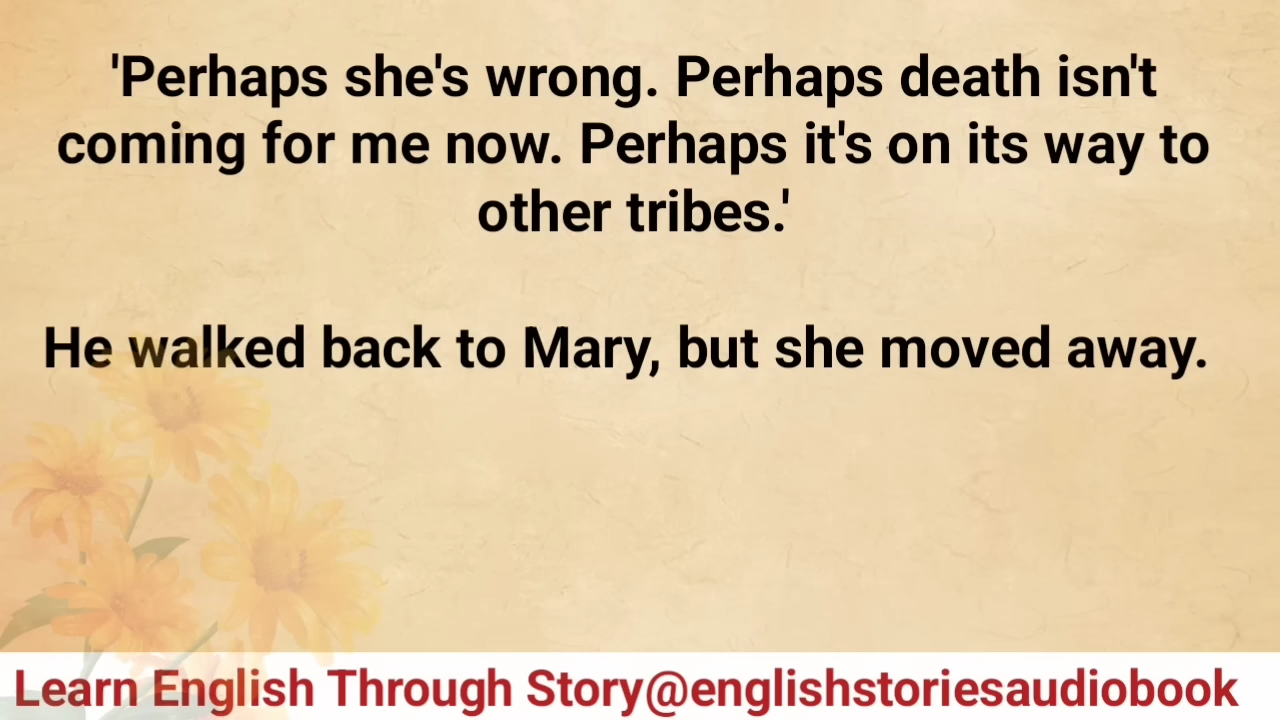 'Perhaps she's wrong. Perhaps death isn't
coming for me now. Perhaps it's on its way to
other tribes.'
He walked back to Mary, but she moved away.
Learn English Through Story@englishstoriesaudiobook